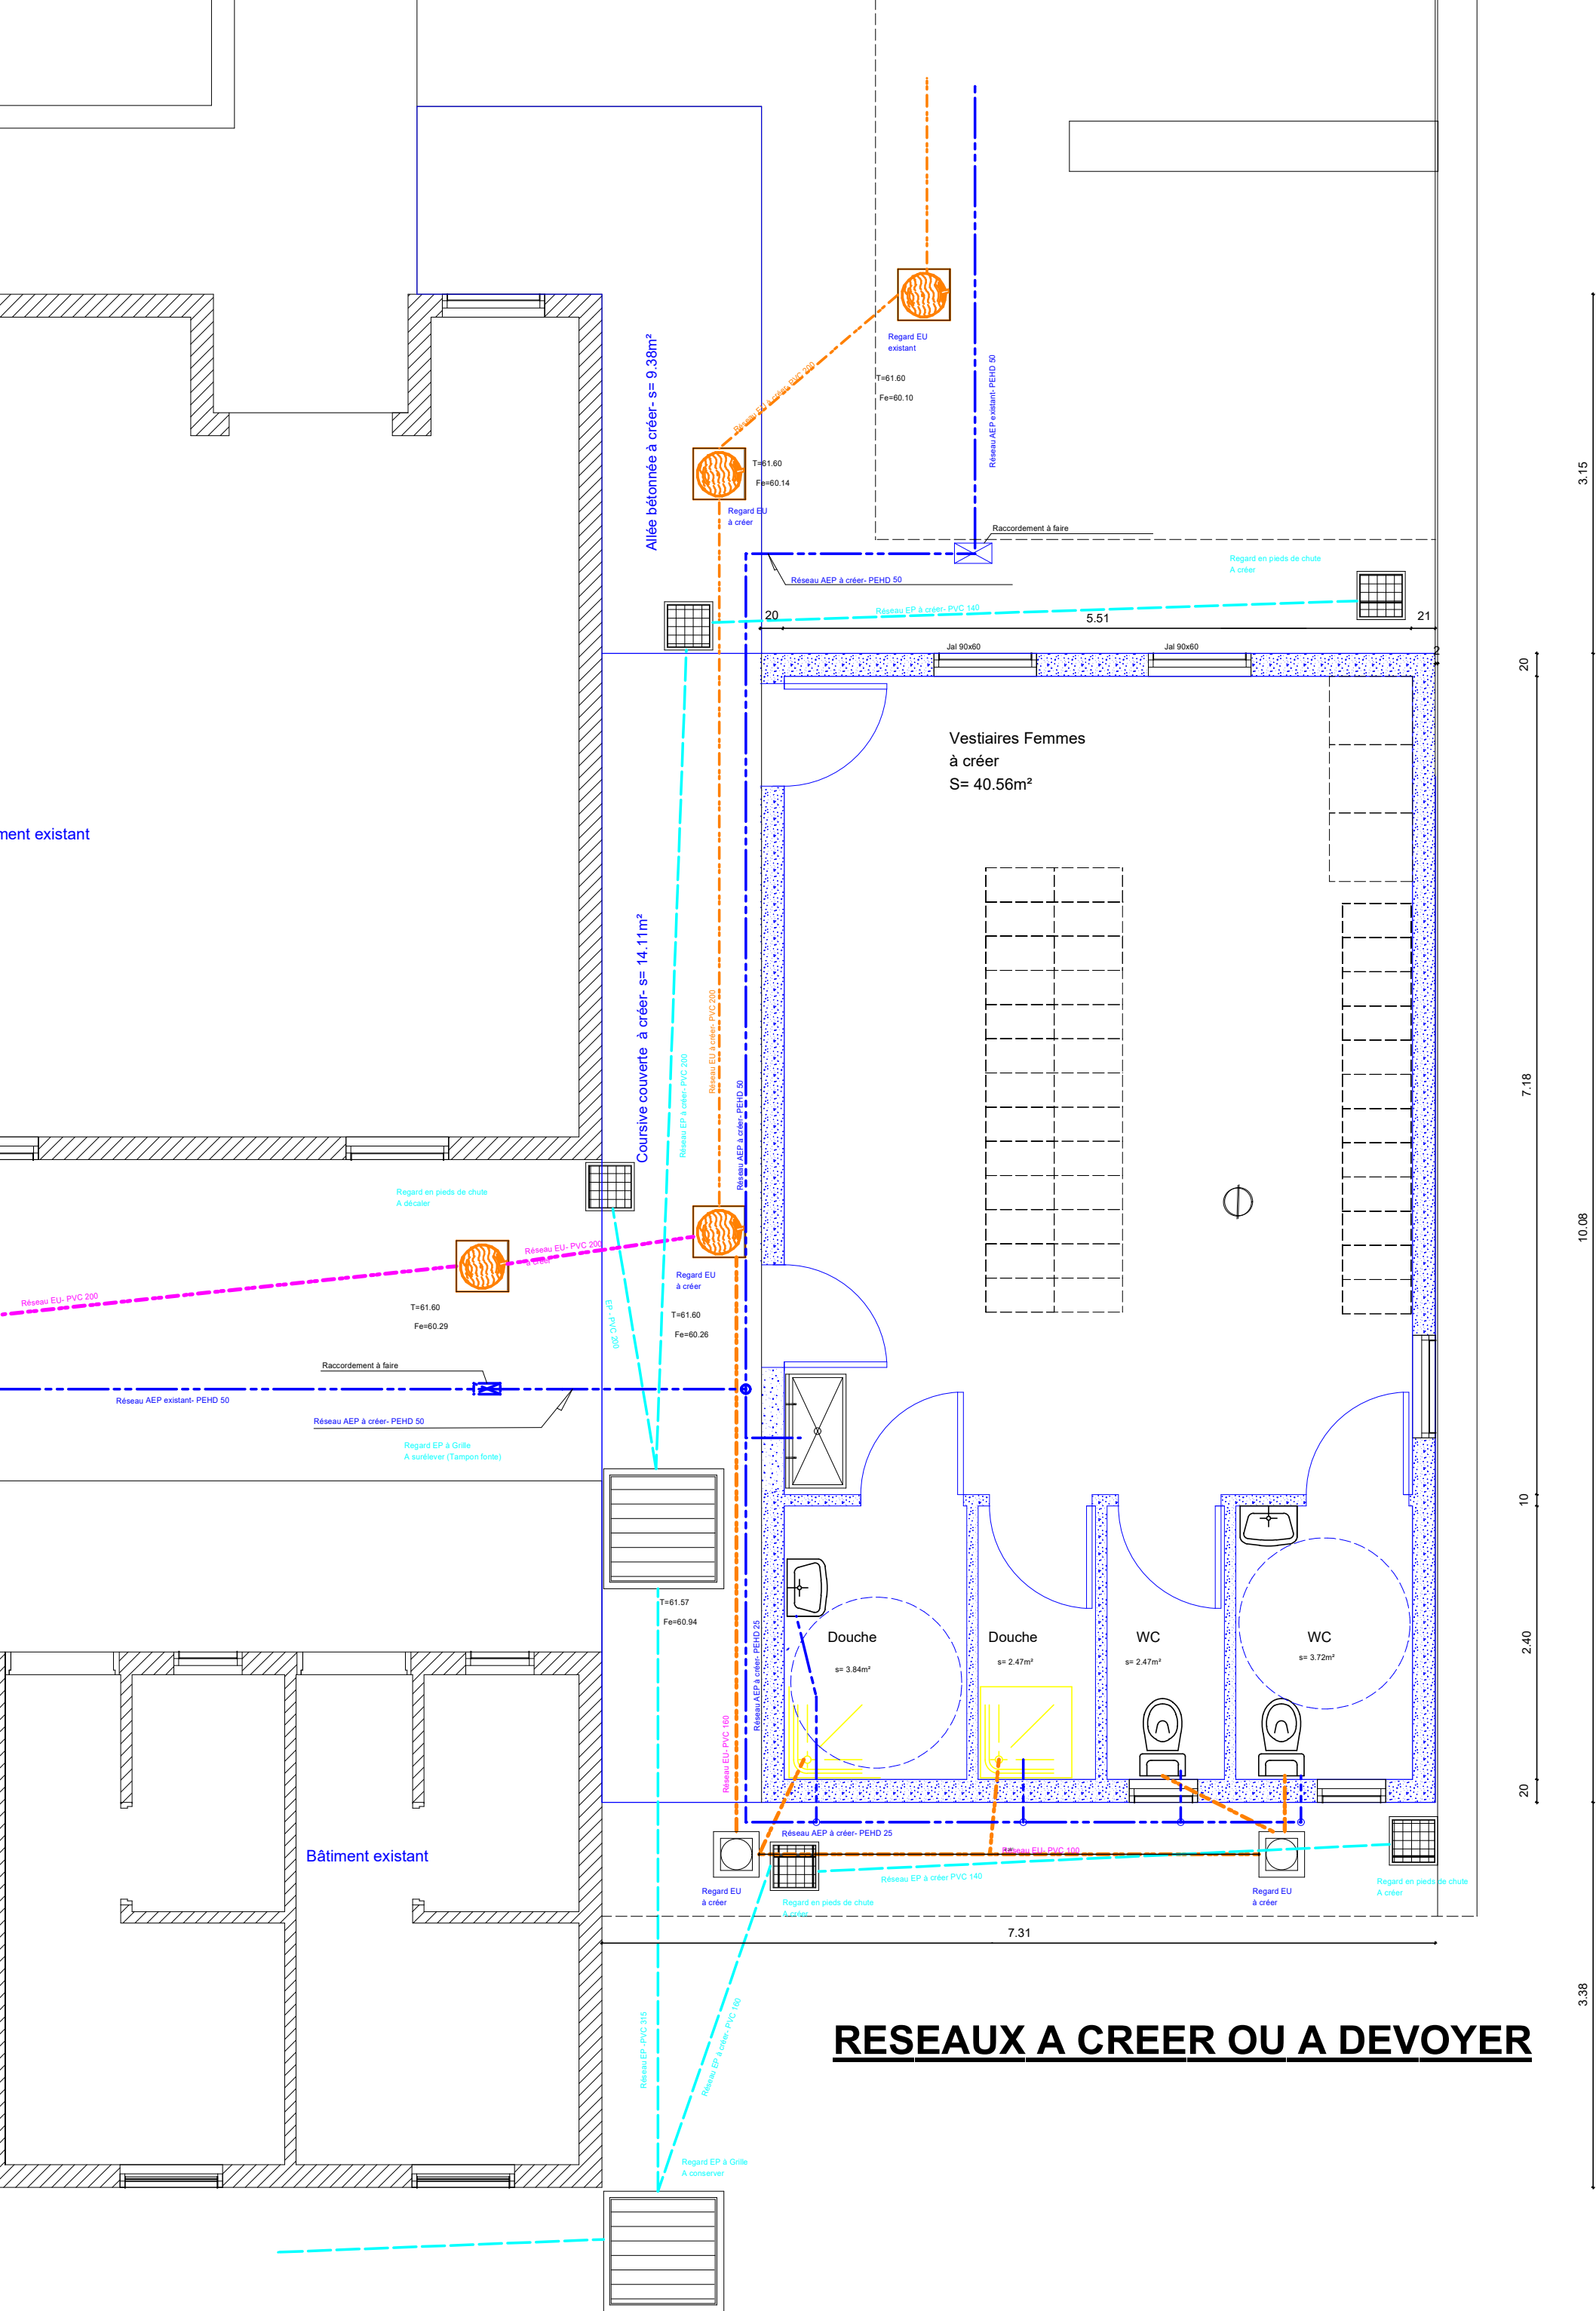 Regard EU
existant
T=61.60
Fe=60.10
Réseau AEP existant- PEHD 50
Allée bétonnée à créer- s= 9.38m²
Réseau EU à créer- PVC 200
T=61.60
Fe=60.14
Regard EU
à créer
3.15
Raccordement à faire
Réseau AEP à créer- PEHD 50
Regard en pieds de chute
A créer
Réseau EP à créer- PVC 140
20
5.51
21
Jal 90x60
Jal 90x60
2
20
Vestiaires Femmes
à créer
S= 40.56m²
ment existant
Coursive couverte à créer- s= 14.11m²
Réseau EP à créer- PVC 200
Réseau EU à créer- PVC 200
Réseau AEP à créer- PEHD 50
7.18
10.08
Regard en pieds de chute
A décaler
Réseau EU- PVC 200
à créer
Réseau EU- PVC 200
Regard EU
à créer
T=61.60
Fe=60.29
T=61.60
Fe=60.26
EP - PVC 200
Raccordement à faire
Réseau AEP existant- PEHD 50
Réseau AEP à créer- PEHD 50
Regard EP à Grille
A surélever (Tampon fonte)
10
T=61.57
Fe=60.94
Réseau AEP à créer- PEHD 25
Réseau EU- PVC 160
Douche
s= 3.84m²
Douche
s= 2.47m²
WC
s= 2.47m²
WC
s= 3.72m²
2.40
20
Réseau AEP à créer- PEHD 25
Réseau EU- PVC 100
Réseau EP à créer PVC 140
Bâtiment existant
Regard EU
à créer
Regard en pieds de chute
A créer
Regard EU
à créer
Regard en pieds de chute
A créer
7.31
3.38
Réseau EP -PVC 315
Réseau EP à créer- PVC 160
RESEAUX A CREER OU A DEVOYER
Regard EP à Grille
A conserver